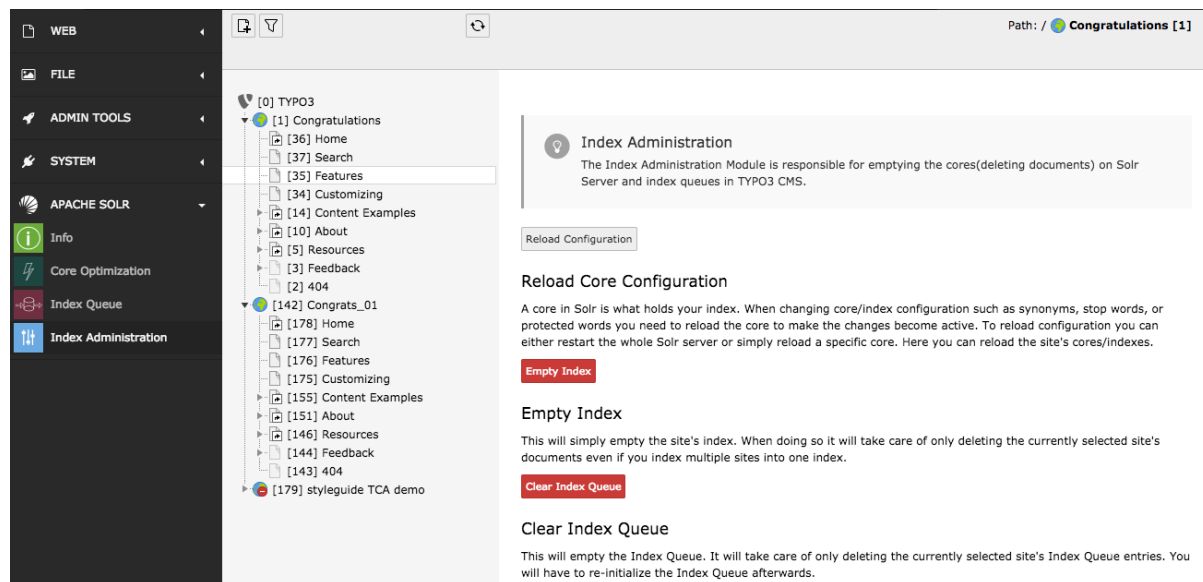 WEB
FILE
ADMIN TOOLS
SYSTEM
APACHE SOLR
Info
Core Optimization
Index Queue
Index Administration
[0] TYPO3
[1] Congratulations
[36] Home
[37] Search
[35] Features
[34] Customizing
[14] Content Examples
[10] About
[5] Resources
[3] Feedback
[2] 404
[142] Congrats_01
[178] Home
[177] Search
[176] Features
[175] Customizing
[155] Content Examples
[151] About
[146] Resources
[144] Feedback
[143] 404
[179] styleguide TCA demo
Path: / Congratulations [1]
Index Administration
The Index Administration Module is responsible for emptying the cores(deleting documents) on Solr
Server and index queues in TYPO3 CMS.
Reload Configuration
Reload Core Configuration
A core in Solr is what holds your index. When changing core/index configuration such as synonyms, stop words, or
protected words you need to reload the core to make the changes become active. To reload configuration you can
either restart the whole Solr server or simply reload a specific core. Here you can reload the site's cores/indexes.
Empty Index
Empty Index
This will simply empty the site's index. When doing so it will take care of only deleting the currently selected site's
documents even if you index multiple sites into one index.
Clear Index Queue
Clear Index Queue
This will empty the Index Queue. It will take care of only deleting the currently selected site's Index Queue entries. You
will have to re-initialize the Index Queue afterwards.